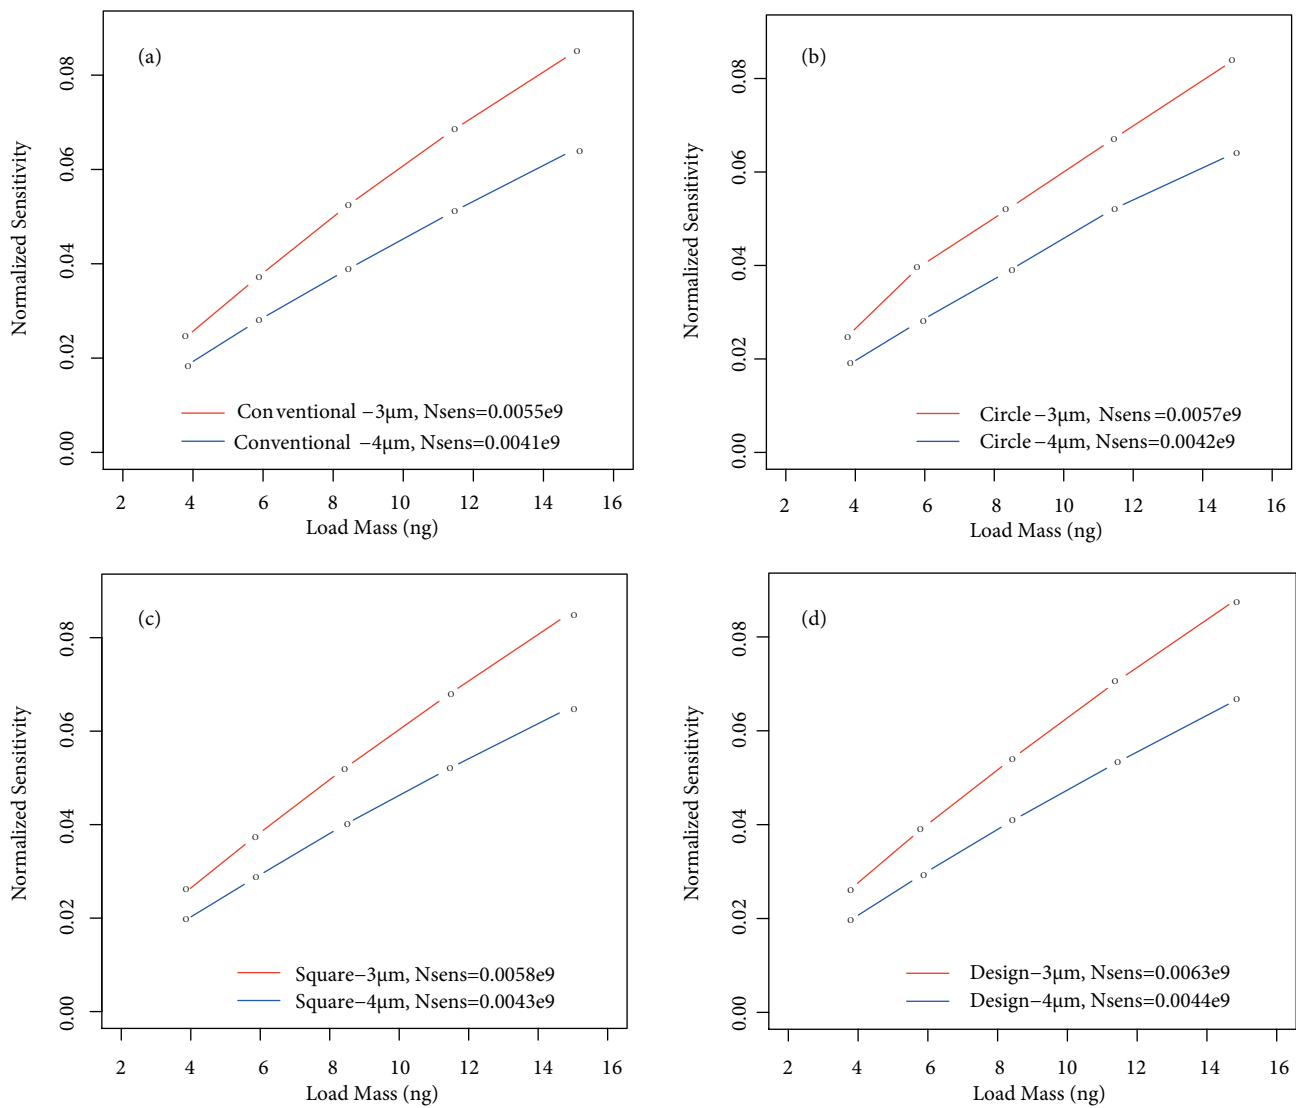 (a)
Normalized Sensitivity
0.08
0.06
0.04
0.02
0.00
Conventional −3μm, Nsens=0.0055e9
Conventional −4μm, Nsens=0.0041e9
2 4 6 8 10 12 14 16
Load Mass (ng)
(b)
Normalized Sensitivity
0.08
0.06
0.04
0.02
0.00
Circle−3μm, Nsens=0.0057e9
Circle−4μm, Nsens=0.0042e9
2 4 6 8 10 12 14 16
Load Mass (ng)
(c)
Normalized Sensitivity
0.08
0.06
0.04
0.02
0.00
Square−3μm, Nsens=0.0058e9
Square−4μm, Nsens=0.0043e9
2 4 6 8 10 12 14 16
Load Mass (ng)
(d)
Normalized Sensitivity
0.08
0.06
0.04
0.02
0.00
Design−3μm, Nsens=0.0063e9
Design−4μm, Nsens=0.0044e9
2 4 6 8 10 12 14 16
Load Mass (ng)